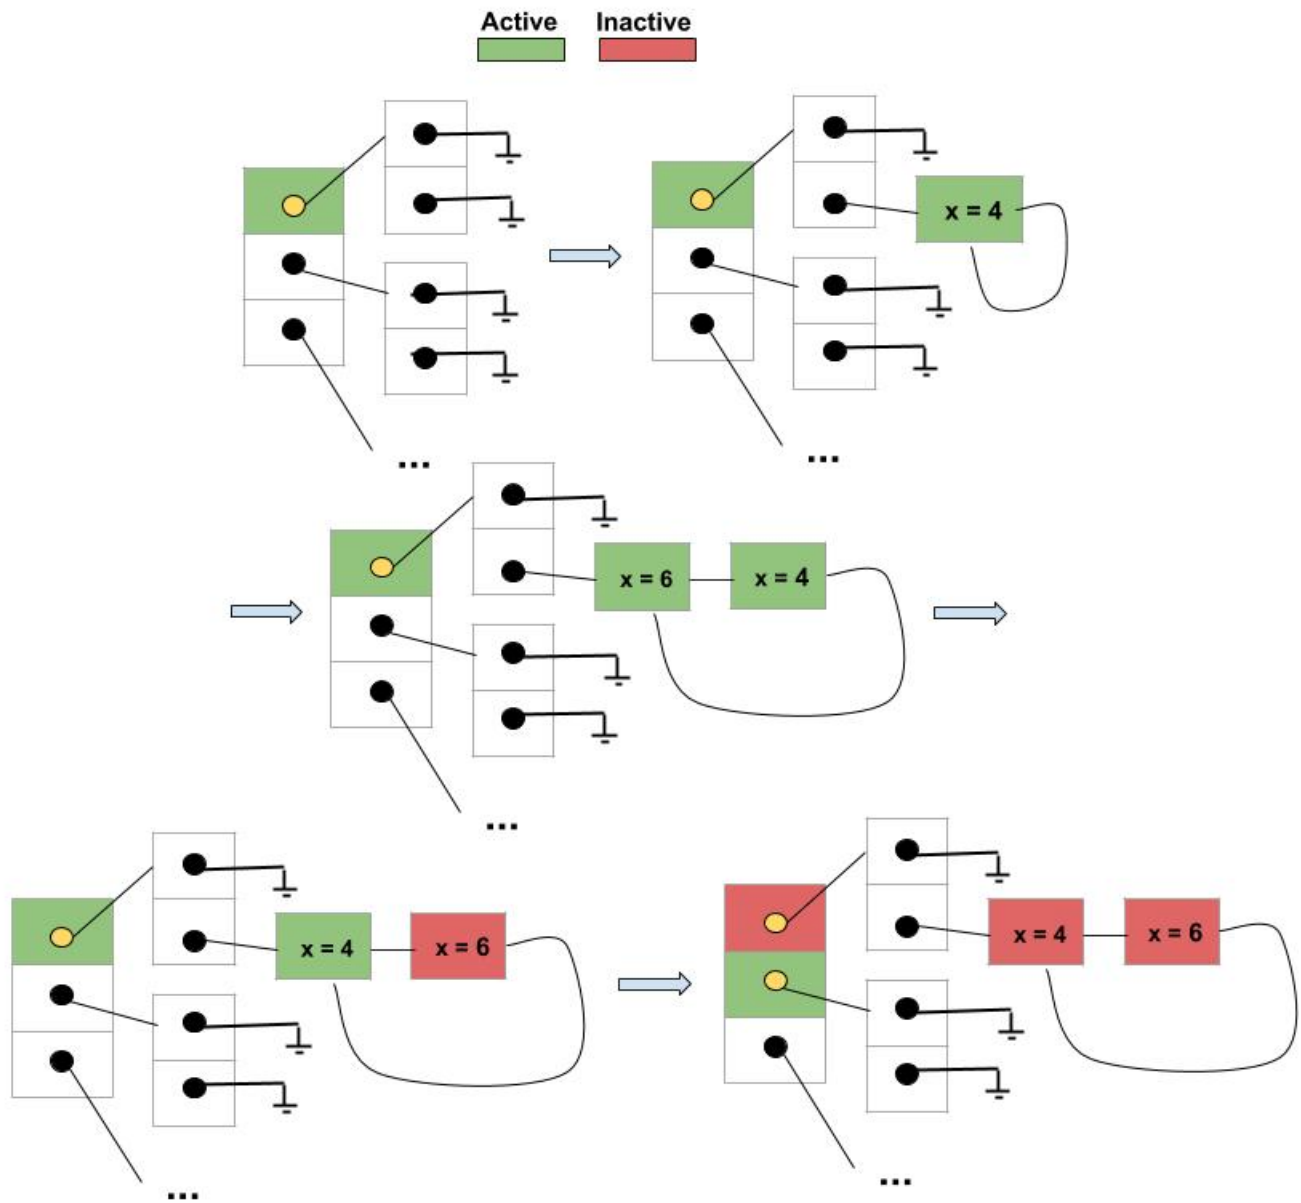 Active Inactive
x = 4
...
...
x = 6 x = 4
...
x = 4 x = 6
x = 4 x = 6
...
...